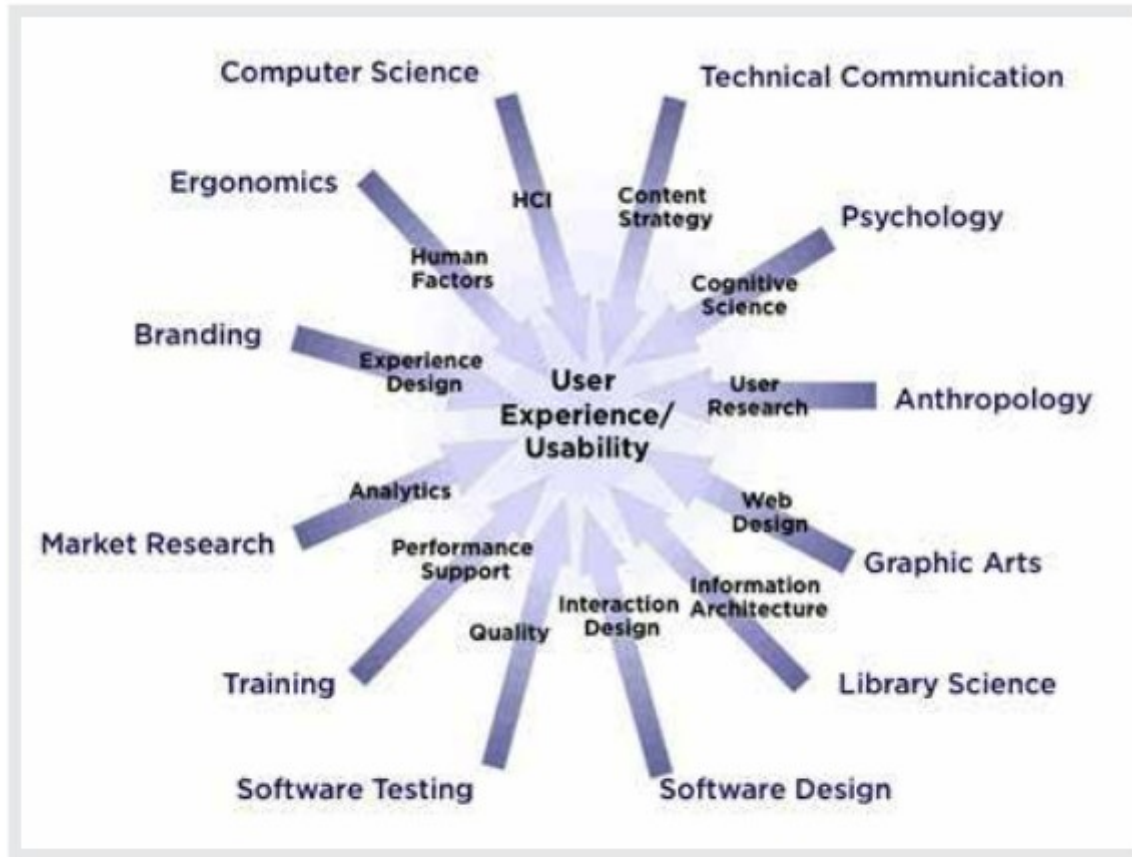 Computer Science
Technical Communication
Ergonomics
HCI
Content
Strategy
Psychology
Human
Factors
Cognitive
Science
Branding
Experience
Design
User
Experience/
Usability
User
Research
Anthropology
Analytics
Web
Design
Market Research
Performance
Support
Graphic Arts
Quality
Interaction
Design
Information
Architecture
Training
Library Science
Software Testing
Software Design